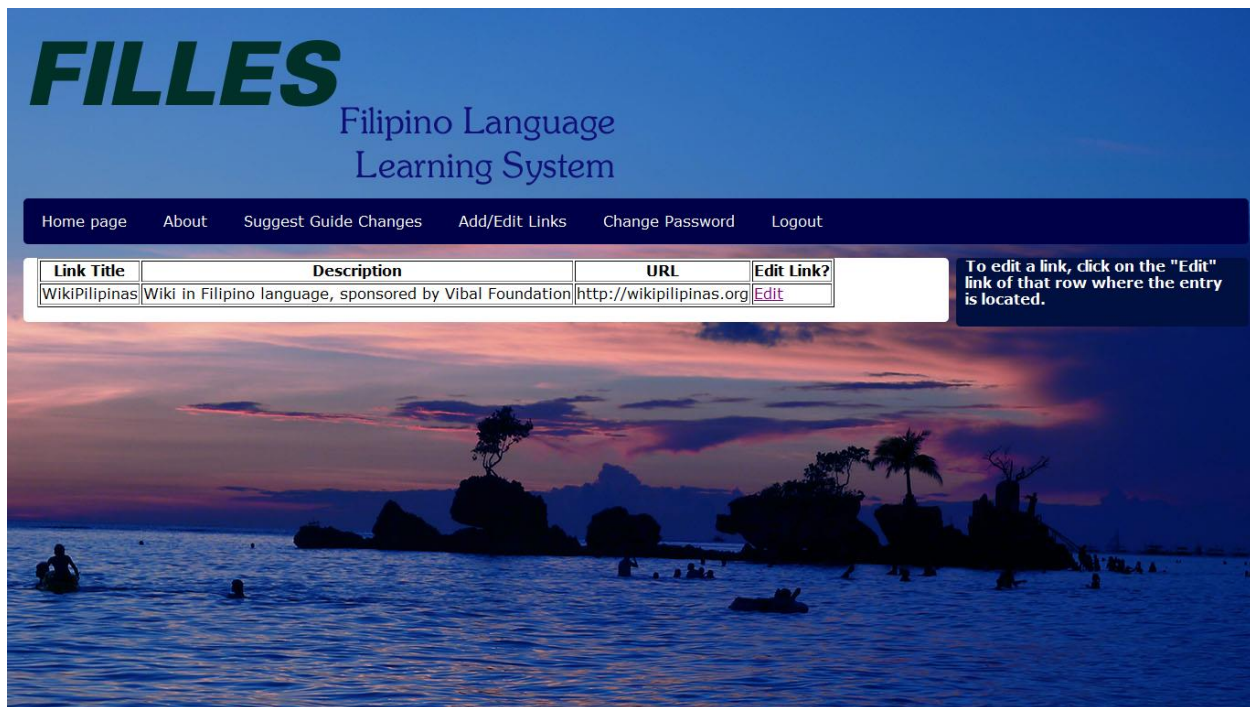 FILLES
Filipino Language
Learning System
Home page About Suggest Guide Changes Add/Edit Links Change Password Logout
Link Title Description URL Edit Link?
WikiPilipinas Wiki in Filipino language, sponsored by Vibal Foundation http://wikipilipinas.org Edit
To edit a link, click on the "Edit"
link of that row where the entry
is located.